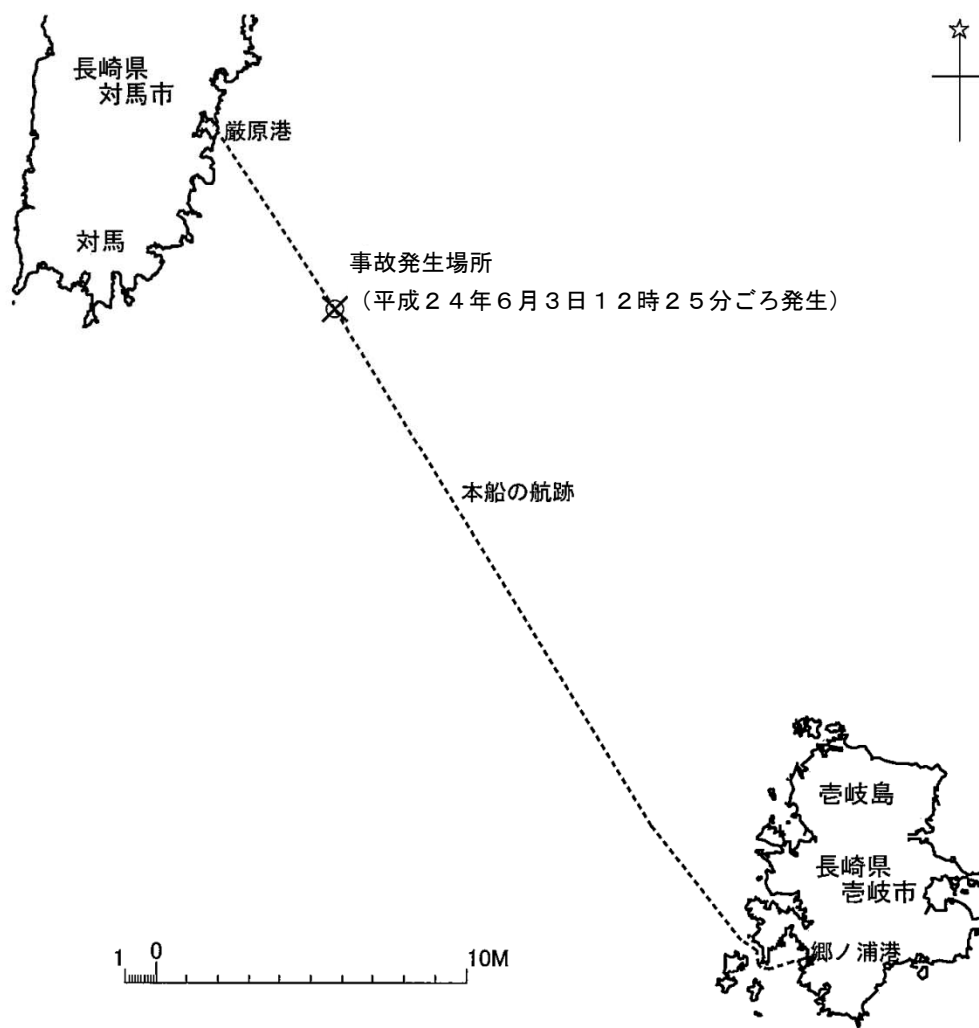 長崎県
対馬市
厳原港
対馬
事故発生場所
（平成２４年６月３日１２時２５分ごろ発生）
本船の航跡
壱岐島
長崎県
壱岐市
郷ノ浦港
1 0 10M